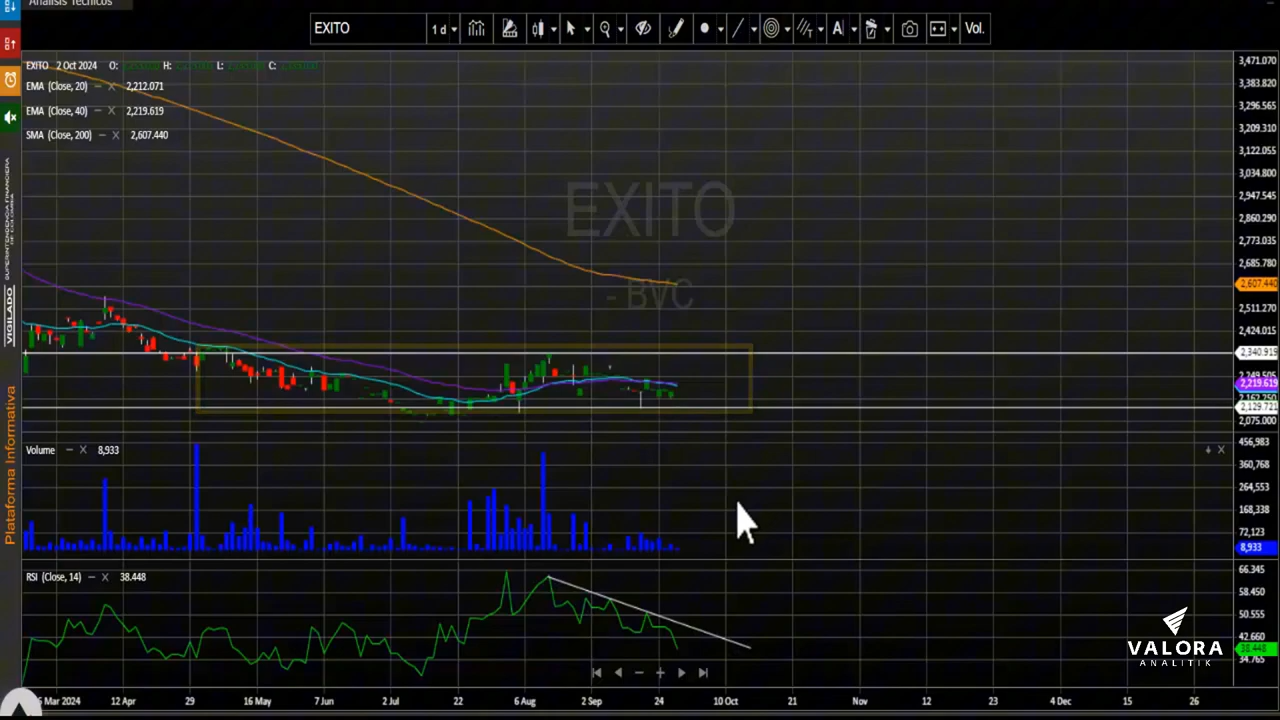 Análisis Técnicos
EXITO
1 d
Vol.
EXITO 2 Oct 2024 O: H: L: C:
EMA (Close, 20) 2,212.071
EMA (Close, 40) 2,219.619
SMA (Close, 200) 2,607.440
EXITO
- BVC
3,471.070
3,383.820
3,296.565
3,209.310
3,122.055
3,034.800
2,947.545
2,860.290
2,773.035
2,685.780
2,607.440
2,511.270
2,424.015
2,340.919
2,219.619
2,129.721
2,075.000
Volume 8,933
456,983
360,768
264,553
168,338
72,123
8,933
RSI (Close, 14) 38.448
66.345
58.450
50.555
42.660
38.448
34.765
Mar 2024 12 Apr 29 16 May 7 Jun 2 Jul 22 6 Aug 2 Sep 24 10 Oct 21 Nov 12 23 4 Dec 15 26
VIGILADO
SUPERINTENDENCIA FINANCIERA
DE COLOMBIA
Plataforma Informativa
VALORA
ANALITIK